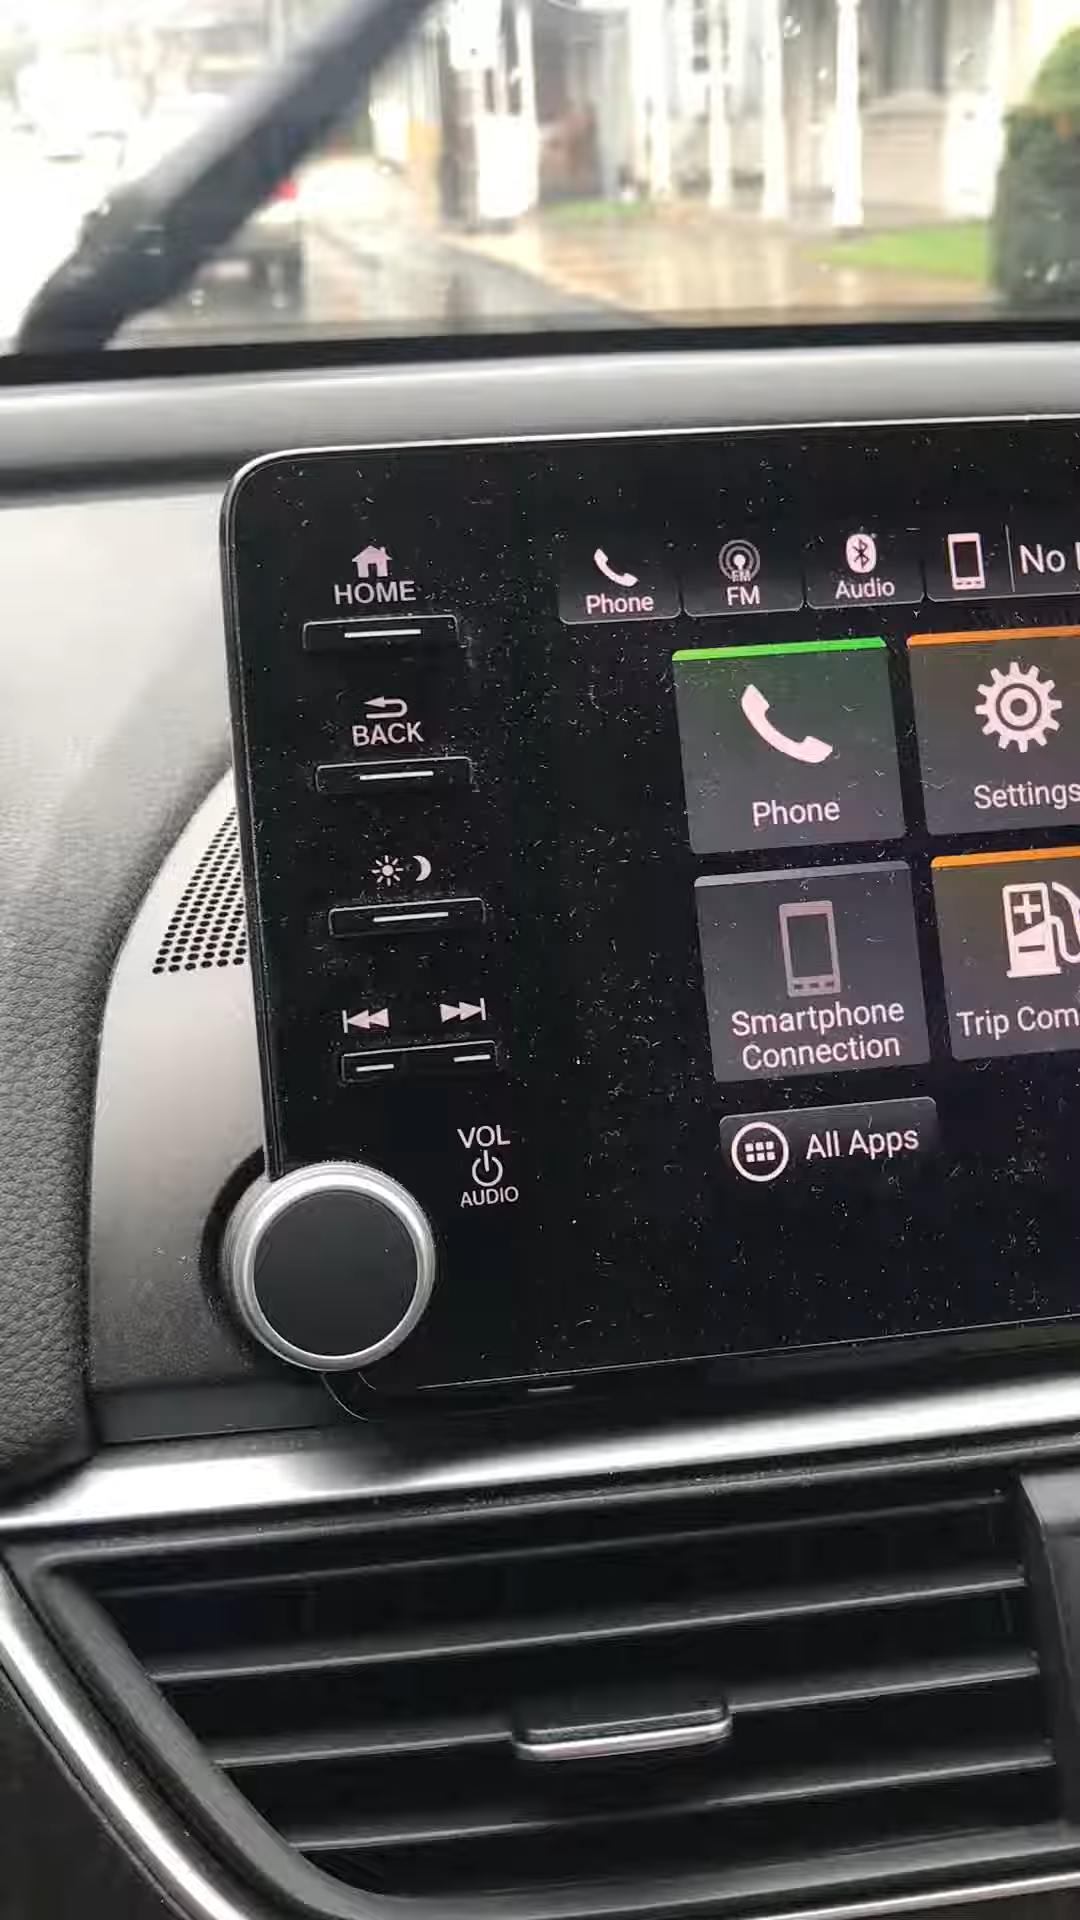 HOME
BACK
VOL
AUDIO
Phone
FM
FM
Audio
No
Phone
Settings
Smartphone
Connection
Trip Com
All Apps